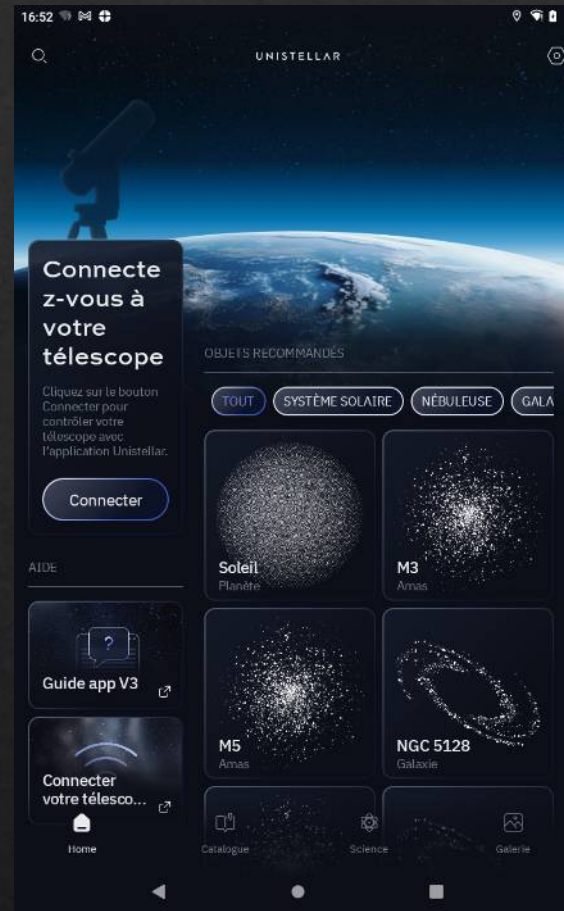 16:52
UNISTELLAR
Connecte
z-vous à
votre
télescope
Cliquez sur le bouton
Connecter pour
contrôler votre
télescope avec
l'application Unistellar.
Connecter
AIDE
?
Guide app V3
Connecter
votre télesco...
OBJETS RECOMMANDÉS
TOUT
SYSTÈME SOLAIRE
NÉBULEUSE
GALA
Soleil
Planète
M3
Amas
M5
Amas
NGC 5128
Galaxie
Home
Catalogue
Science
Galerie